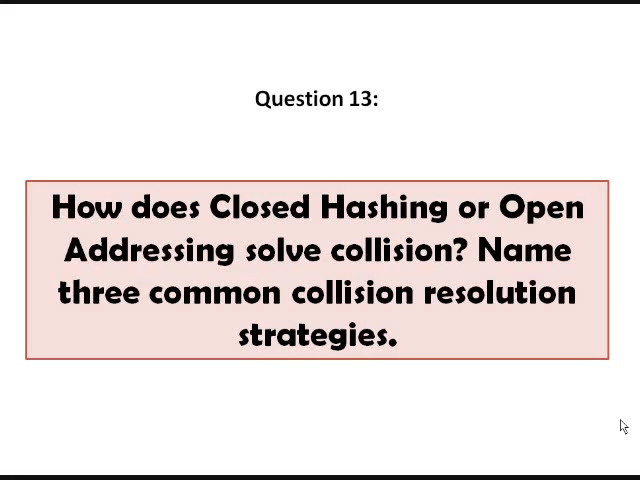 Question 13:
How does Closed Hashing or Open
Addressing solve collision? Name
three common collision resolution
strategies.